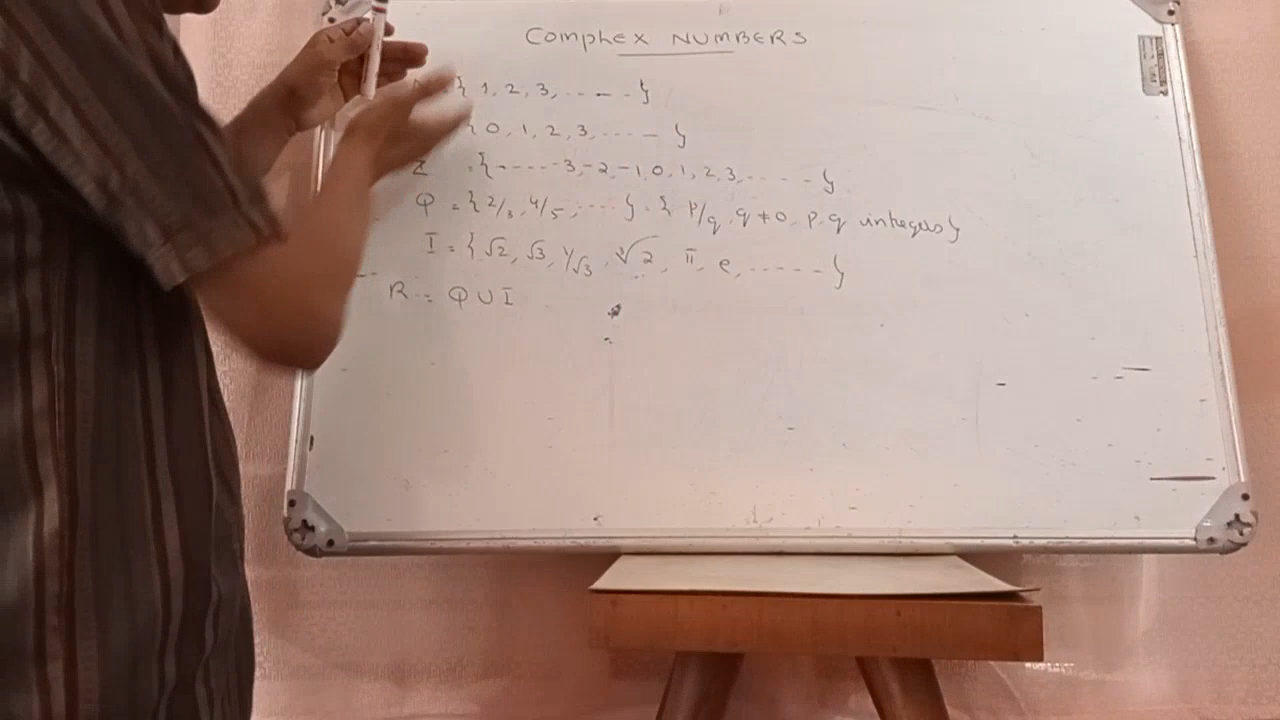 Complex NUMBERS
{ 1, 2, 3, ..... }
{ 0, 1, 2, 3, ..... }
Z = { ..... -3, -2, -1, 0, 1, 2, 3, ..... }
Q = { 2/3, 4/5, ..... } = { p/q, q ≠ 0, p, q integers }
I = { √2, √3, 1/√3, ∛2, π, e, ...... }
R = Q ∪ I